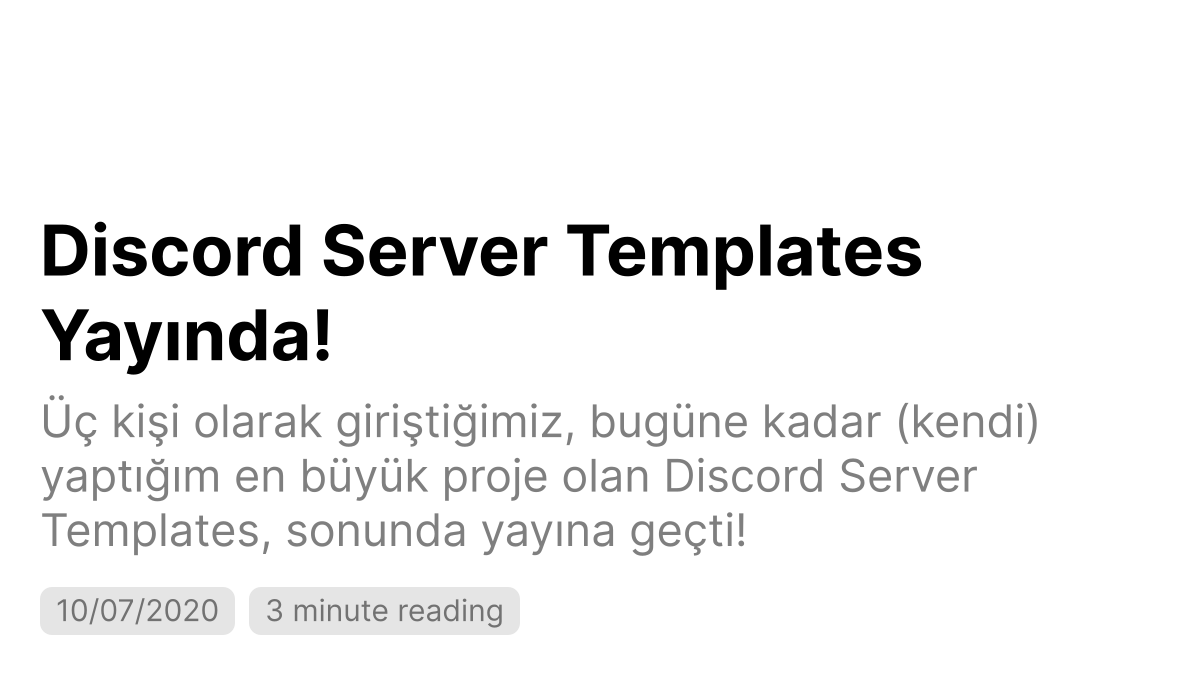 Discord Server Templates
Yayında!
Üç kişi olarak giriştiğimiz, bugüne kadar (kendi)
yaptığım en büyük proje olan Discord Server
Templates, sonunda yayına geçti!
10/07/2020 3 minute reading